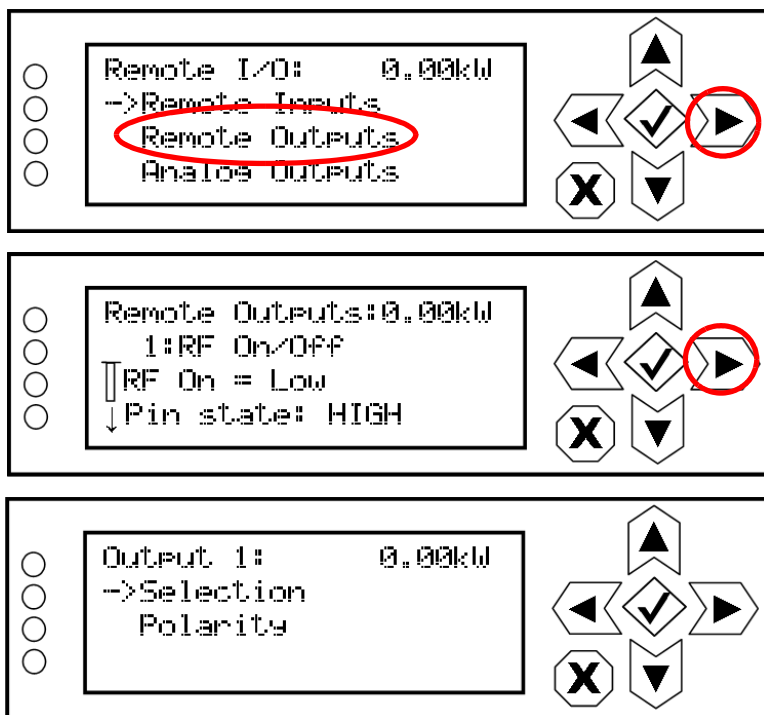 Remote I/O: 0.00kW
->Remote Inputs
Remote Outputs
Analog Outputs
X
Remote Outputs:0.00kW
1:RF On/Off
RF On = Low
↓Pin state: HIGH
X
Output 1: 0.00kW
->Selection
Polarity
X